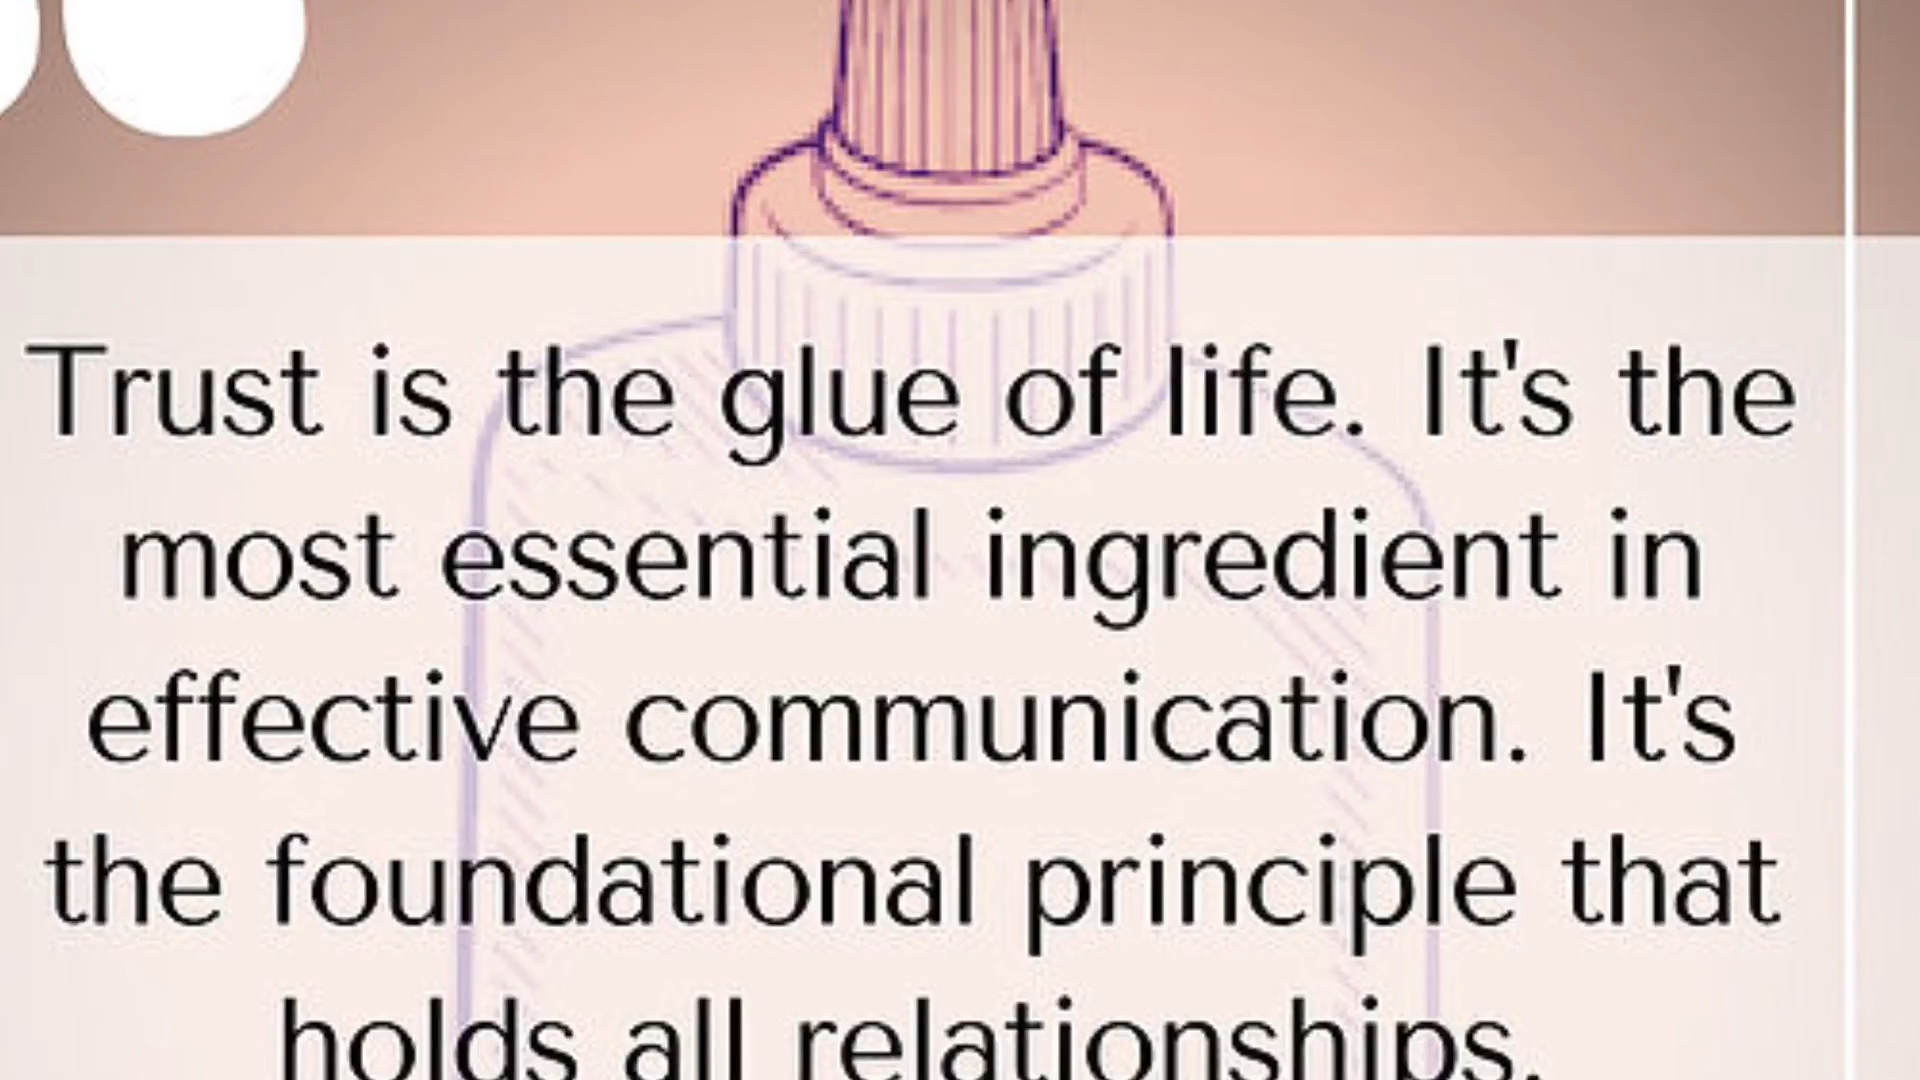 Trust is the glue of life. It's the
most essential ingredient in
effective communication. It's
the foundational principle that
holds all relationships.